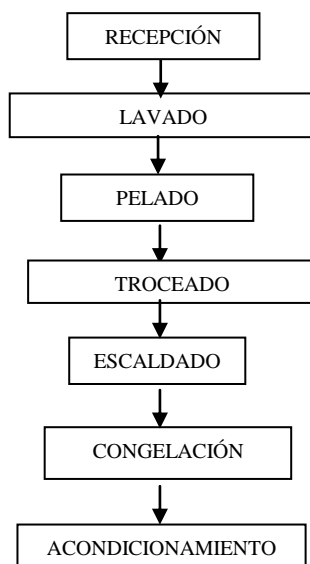 RECEPCIÓN
LAVADO
PELADO
TROCEADO
ESCALDADO
CONGELACIÓN
ACONDICIONAMIENTO